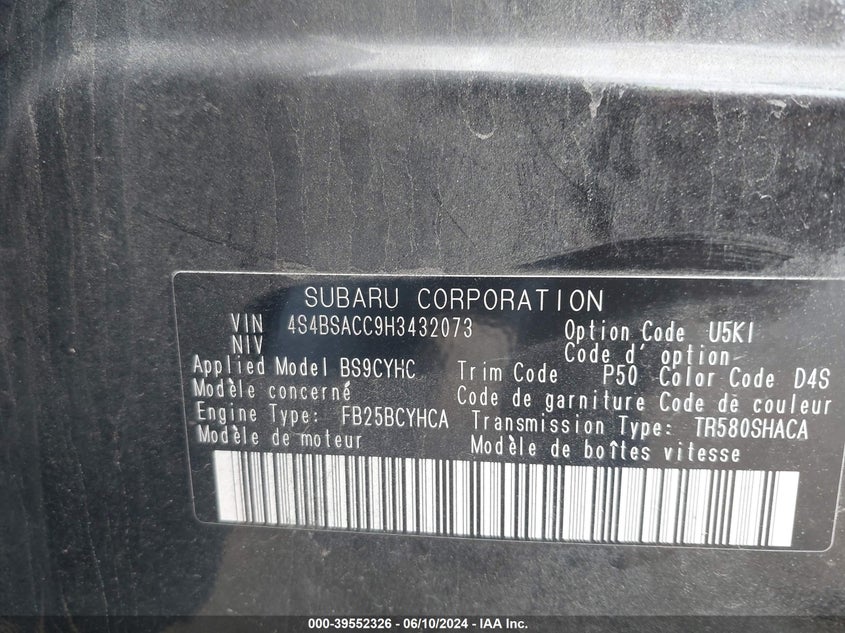 SUBARU CORPORATION
VIN 4S4BSACC9H3432073 Option Code U5KI
NIV Code d' option
Applied Model BS9CYHC Trim Code P50 Color Code D4S
Modèle concerné Code de garniture Code de couleur
Engine Type: FB25BCYHCA Transmission Type: TR580SHACA
Modèle de moteur Modèle de boîtes vitesse
000-39552326 - 06/10/2024 - IAA Inc.